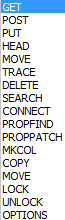 GET
POST
PUT
HEAD
MOVE
TRACE
DELETE
SEARCH
CONNECT
PROPFIND
PROPPATCH
MKCOL
COPY
MOVE
LOCK
UNLOCK
OPTIONS